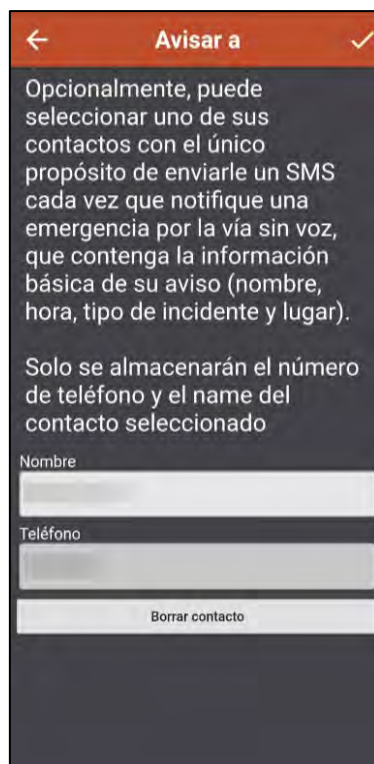 Avisar a
Opcionalmente, puede
seleccionar uno de sus
contactos con el único
propósito de enviarle un SMS
cada vez que notifique una
emergencia por la vía sin voz,
que contenga la información
básica de su aviso (nombre,
hora, tipo de incidente y lugar).
Solo se almacenarán el número
de teléfono y el name del
contacto seleccionado
Nombre
Teléfono
Borrar contacto